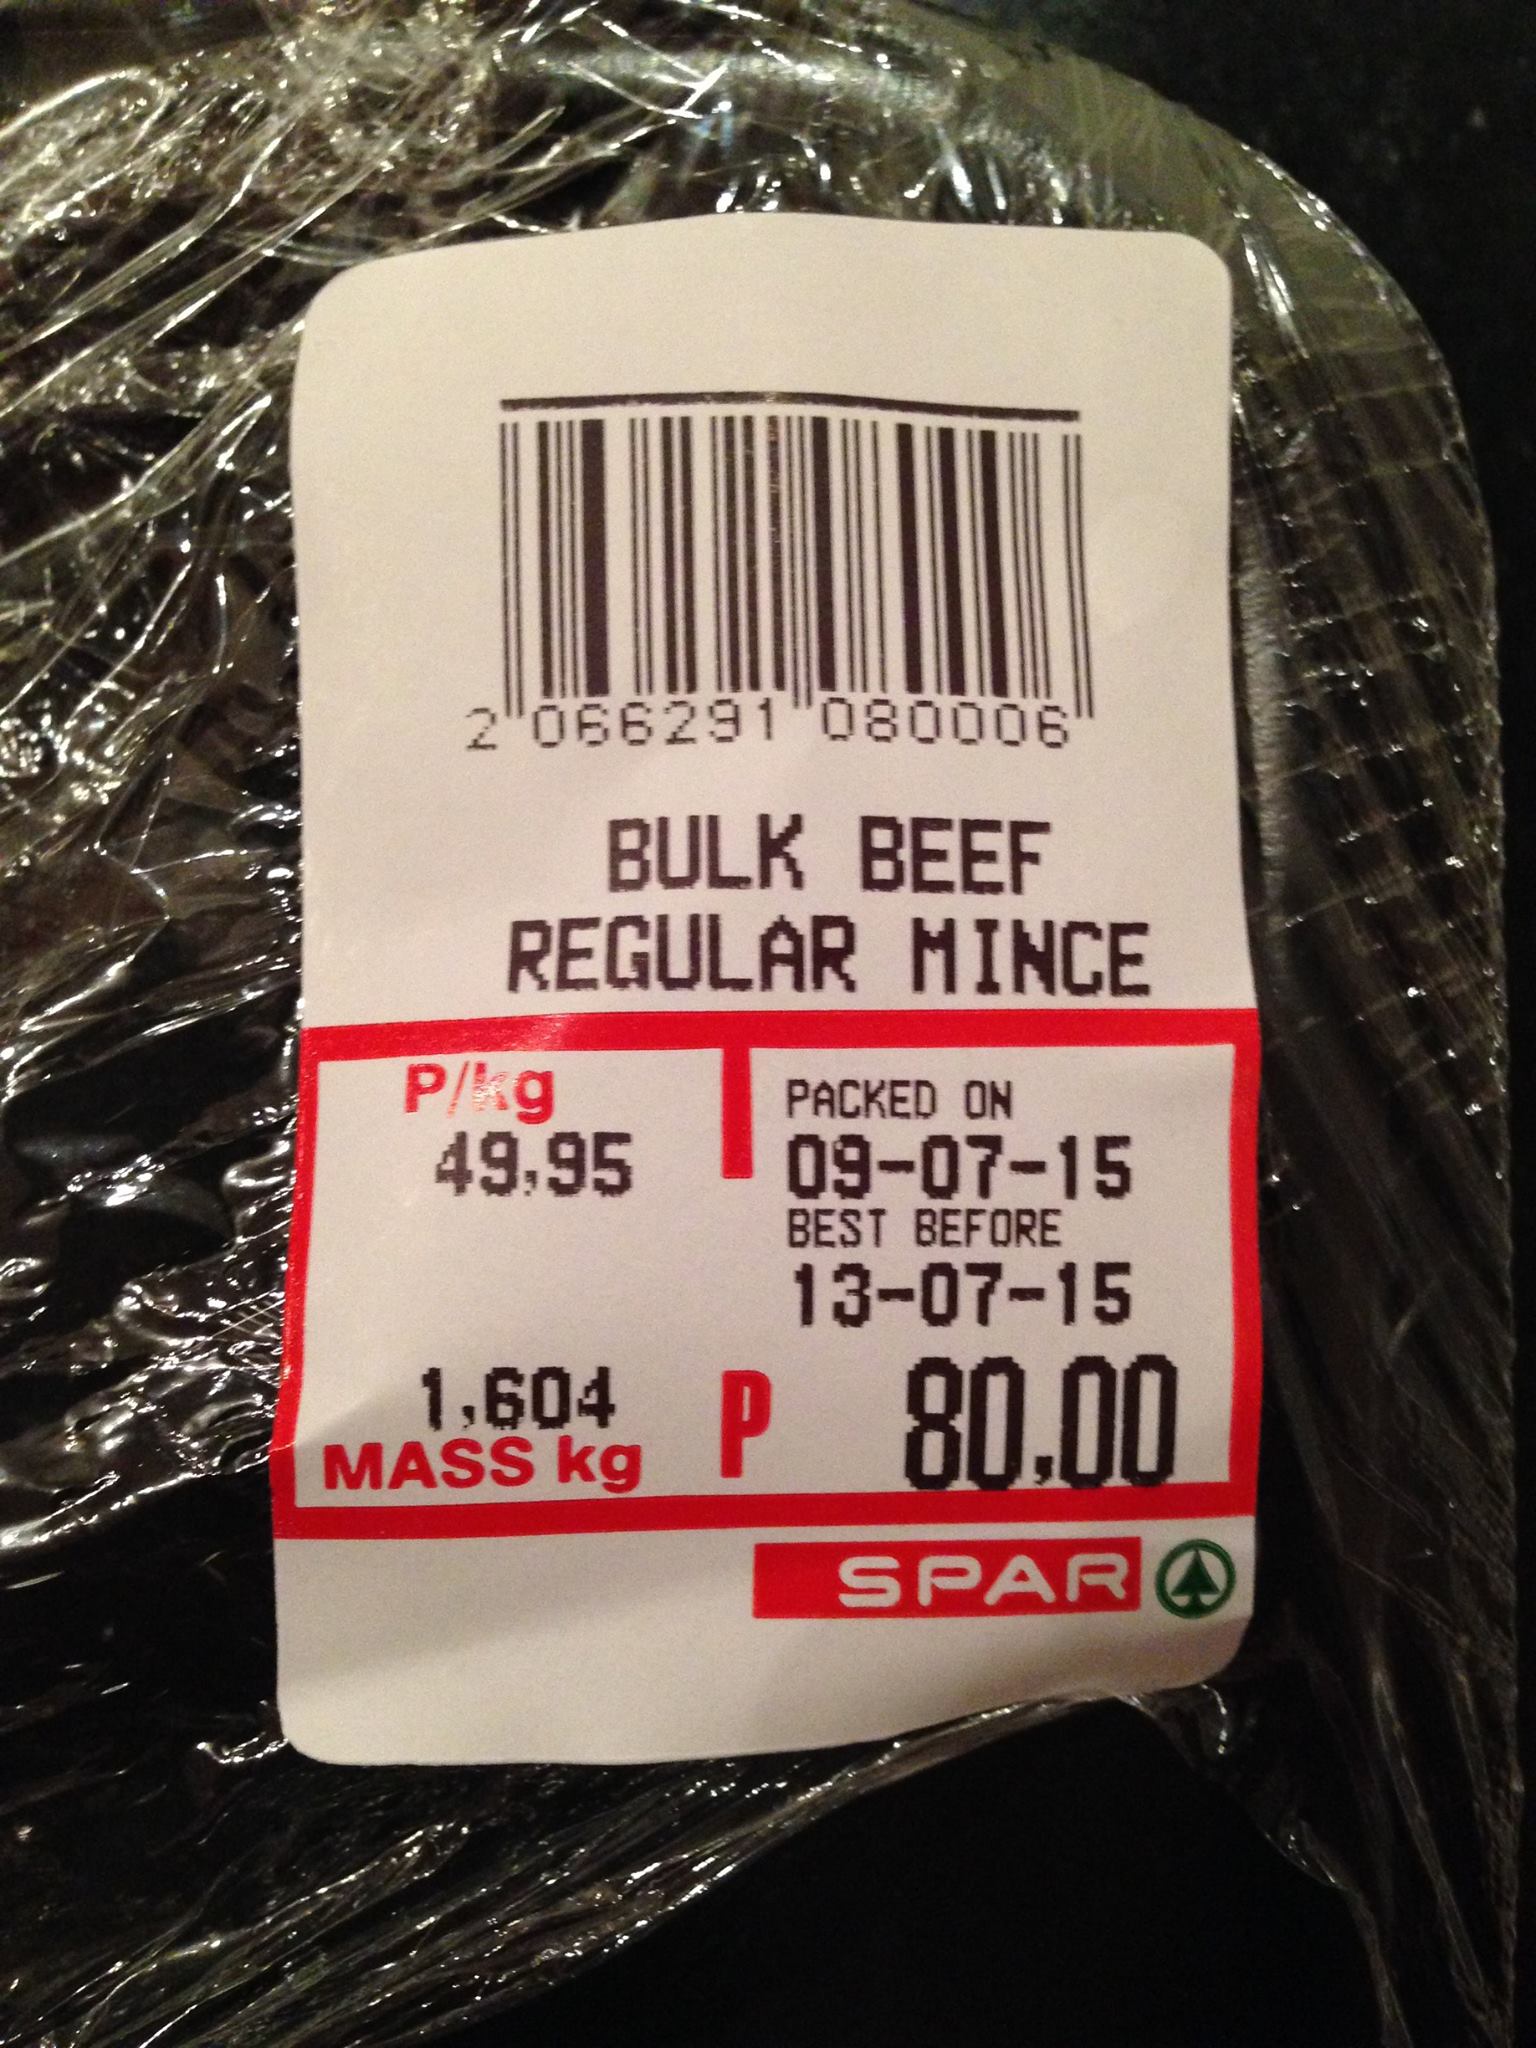 2 066291 080006
BULK BEEF
REGULAR MINCE
P/kg
49,95
PACKED ON
09-07-15
BEST BEFORE
13-07-15
1,604
MASS kg
P 80,00
SPAR